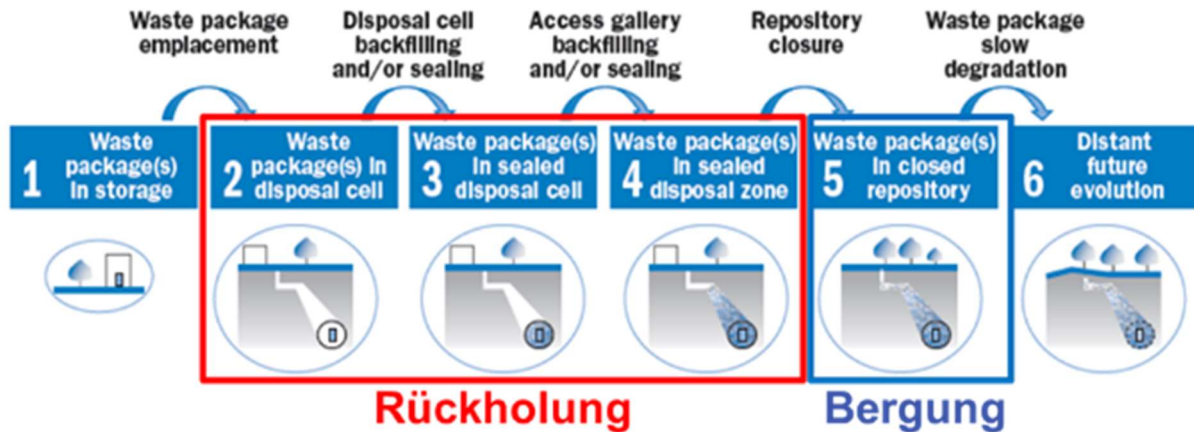 Waste package
emplacement
Disposal cell
backfilling
and/or sealing
Access gallery
backfilling
and/or sealing
Repository
closure
Waste package
slow
degradation
1
Waste
package(s)
in storage
2
Waste
package(s) in
disposal cell
3
Waste package(s)
in sealed
disposal cell
4
Waste package(s)
in sealed
disposal zone
5
Waste package(s)
in closed
repository
6
Distant
future
evolution
Rückholung
Bergung